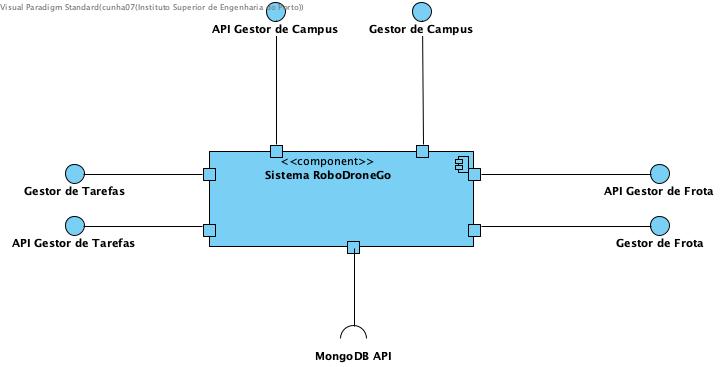 Visual Paradigm Standard(cunha07(Instituto Superior de Engenharia do Porto))
API Gestor de Campus
Gestor de Campus
<<component>>
Sistema RoboDroneGo
Gestor de Tarefas
API Gestor de Frota
API Gestor de Tarefas
Gestor de Frota
MongoDB API